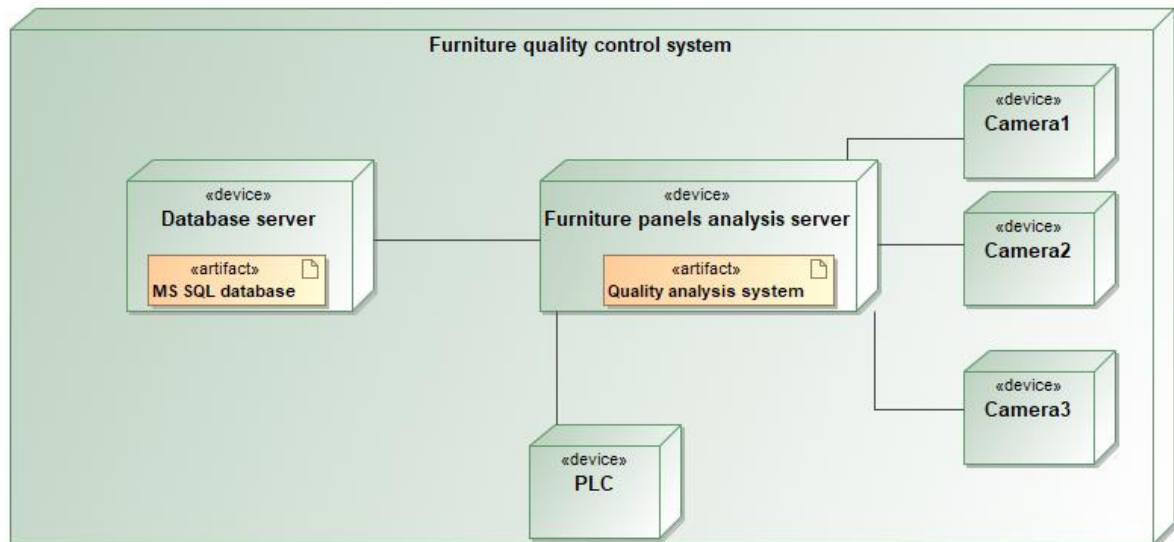 Furniture quality control system
«device»
Camera1
«device»
Database server
«artifact»
MS SQL database
«device»
Furniture panels analysis server
«artifact»
Quality analysis system
«device»
Camera2
«device»
Camera3
«device»
PLC